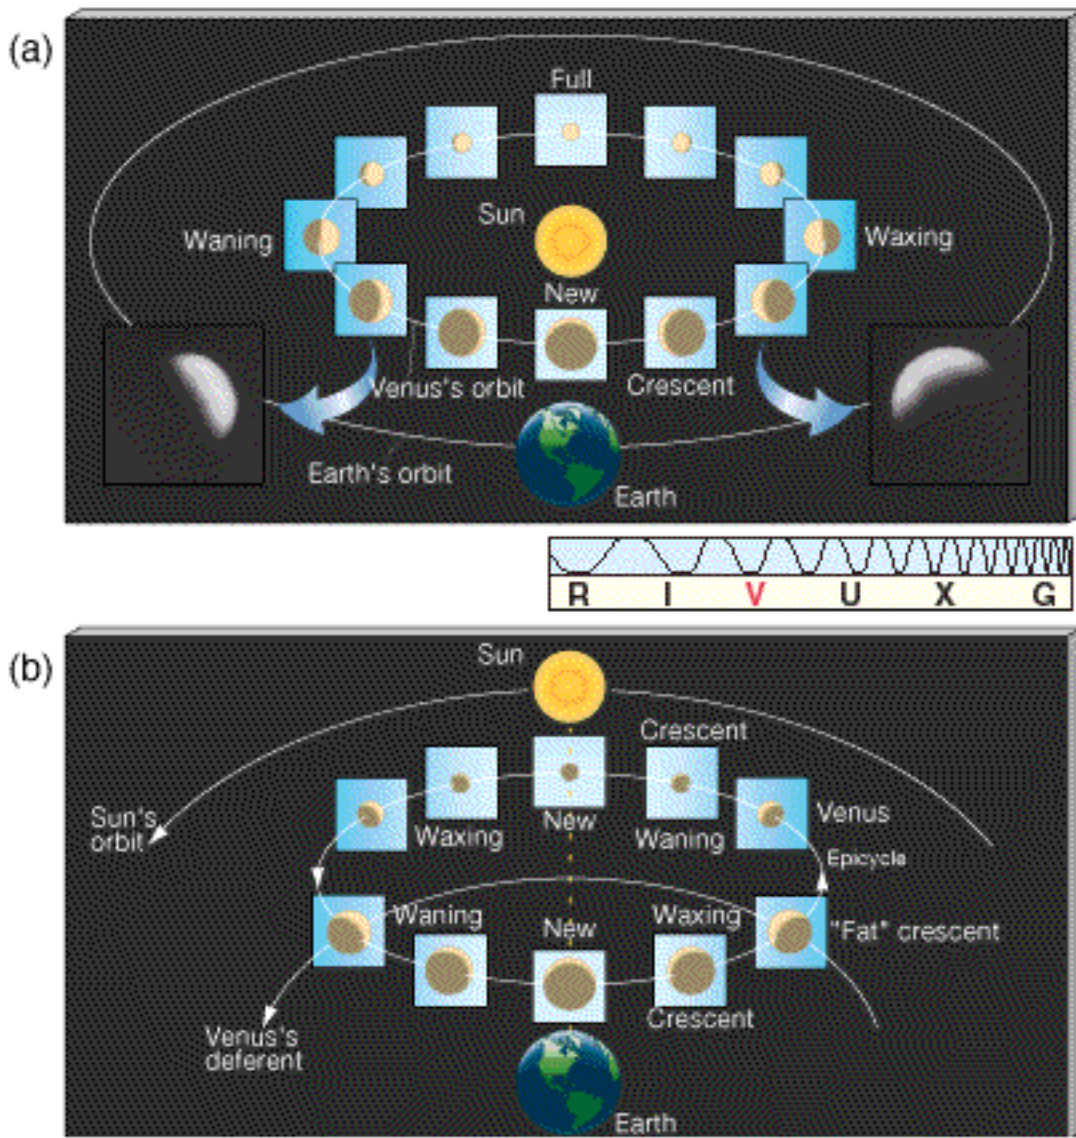 (a)
Full
Sun
Waning
Waxing
New
Venus's orbit
Crescent
Earth's orbit
Earth
R I V U X G
(b)
Sun
Crescent
Sun's
orbit
Waxing
New
Waning
Venus
Epicycle
Waning
New
Waxing
"Fat" crescent
Venus's
deferent
Crescent
Earth